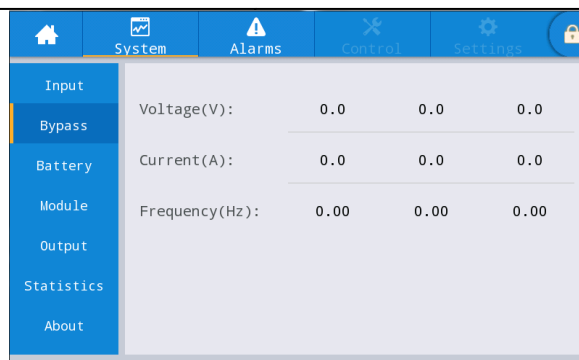 System Alarms Control Settings
Input
Bypass
Battery
Module
Output
Statistics
About
Voltage(V): 0.0 0.0 0.0
Current(A): 0.0 0.0 0.0
Frequency(Hz): 0.00 0.00 0.00